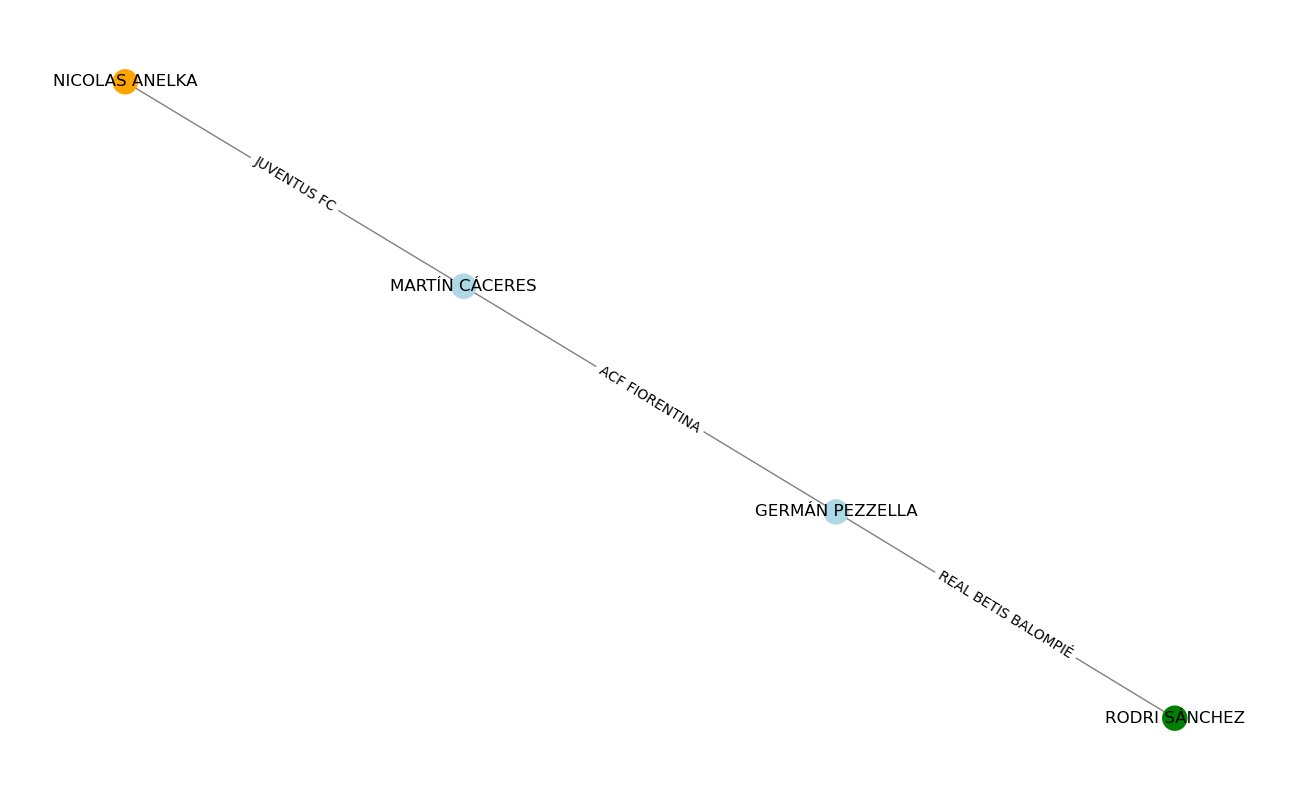 NICOLAS ANELKA
JUVENTUS FC
MARTÍN CÁCERES
ACF FIORENTINA
GERMÁN PEZZELLA
REAL BETIS BALOMPIÉ
RODRI SÁNCHEZ